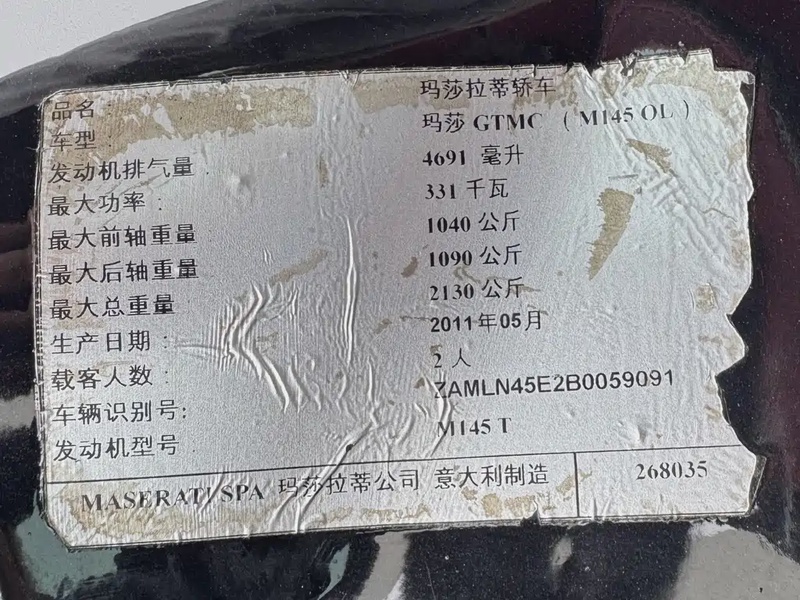 品名: 玛莎拉蒂轿车
车型: 玛莎 GTMC (M145 OL)
发动机排气量: 4691 毫升
最大功率: 331 千瓦
最大前轴重量: 1040 公斤
最大后轴重量: 1090 公斤
最大总重量: 2130 公斤
生产日期: 2011年05月
载客人数: 2 人
车辆识别号: ZAMLN45E2B0059091
发动机型号: M145 T
MASERATI SPA 玛莎拉蒂公司 意大利制造 268035